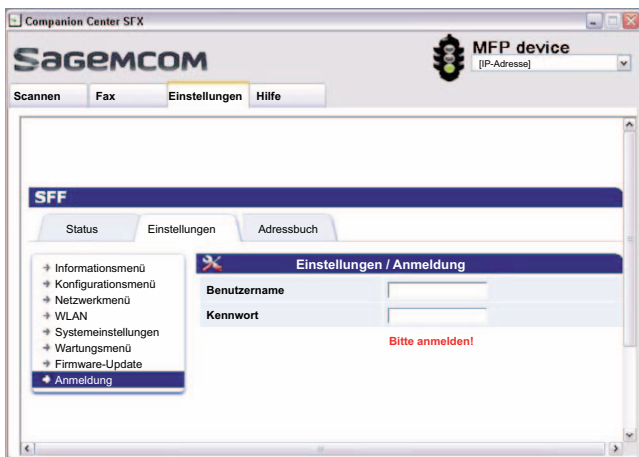 Companion Center SFX
SAGEMCOM
MFP device
[IP-Adresse]
Scannen Fax Einstellungen Hilfe
SFF
Status Einstellungen Adressbuch
Informationsmenü
Konfigurationsmenü
Netzwerkmenü
WLAN
Systemeinstellungen
Wartungsmenü
Firmware-Update
Anmeldung
Einstellungen / Anmeldung
Benutzername
Kennwort
Bitte anmelden!